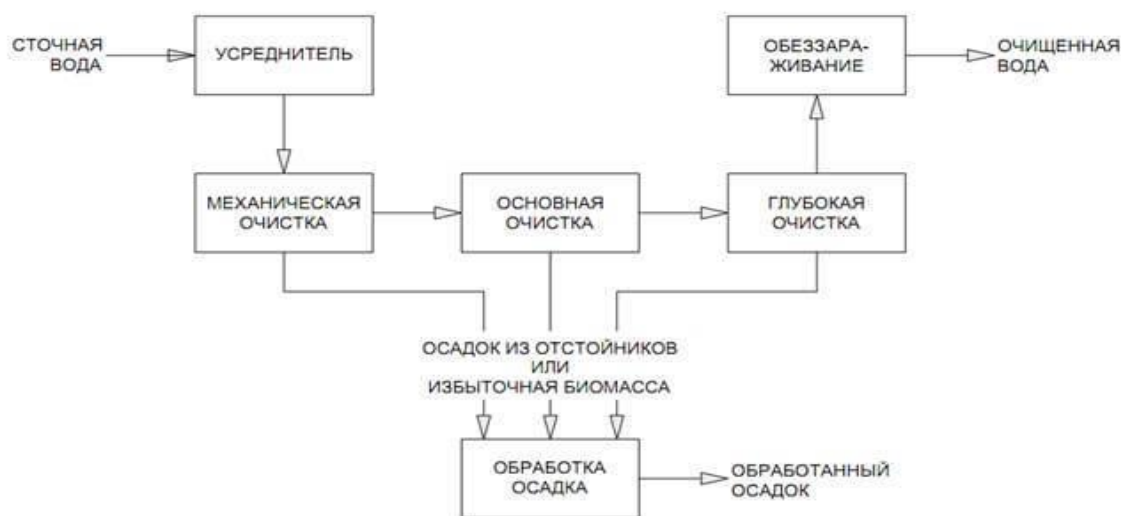 СТОЧНАЯ
ВОДА
УСРЕДНИТЕЛЬ
ОБЕЗЗАРА-
ЖИВАНИЕ
ОЧИЩЕННАЯ
ВОДА
МЕХАНИЧЕСКАЯ
ОЧИСТКА
ОСНОВНАЯ
ОЧИСТКА
ГЛУБОКАЯ
ОЧИСТКА
ОСАДОК ИЗ ОТСТОЙНИКОВ
ИЛИ
ИЗБЫТОЧНАЯ БИОМАССА
ОБРАБОТКА
ОСАДКА
ОБРАБОТАННЫЙ
ОСАДОК